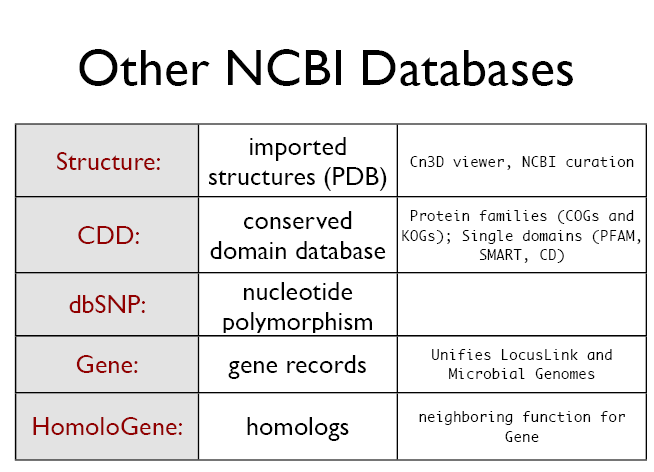 Other NCBI Databases
Structure:
imported
structures (PDB)
Cn3D viewer, NCBI curation
CDD:
conserved
domain database
Protein families (COGs and
KOGs); Single domains (PFAM,
SMART, CD)
dbSNP:
nucleotide
polymorphism
Gene:
gene records
Unifies LocusLink and
Microbial Genomes
HomoloGene:
homologs
neighboring function for
Gene